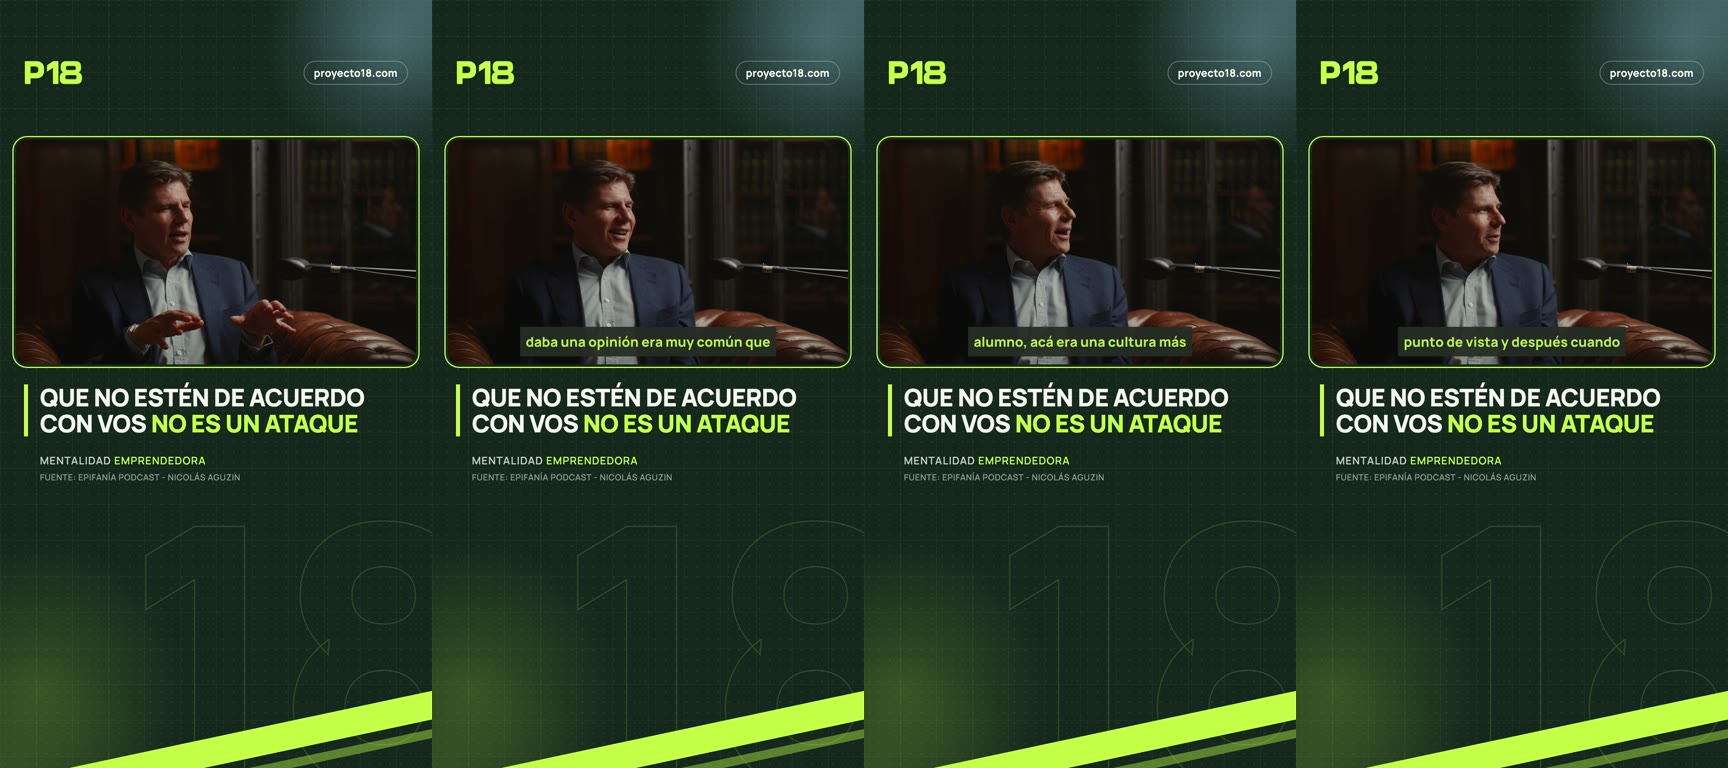 P18
proyecto18.com
QUE NO ESTÉN DE ACUERDO
CON VOS NO ES UN ATAQUE
MENTALIDAD EMPRENDEDORA
FUENTE: EPIFANÍA PODCAST - NICOLÁS AGUZIN
18
P18
proyecto18.com
daba una opinión era muy común que
QUE NO ESTÉN DE ACUERDO
CON VOS NO ES UN ATAQUE
MENTALIDAD EMPRENDEDORA
FUENTE: EPIFANÍA PODCAST - NICOLÁS AGUZIN
18
P18
proyecto18.com
alumno, acá era una cultura más
QUE NO ESTÉN DE ACUERDO
CON VOS NO ES UN ATAQUE
MENTALIDAD EMPRENDEDORA
FUENTE: EPIFANÍA PODCAST - NICOLÁS AGUZIN
18
P18
proyecto18.com
punto de vista y después cuando
QUE NO ESTÉN DE ACUERDO
CON VOS NO ES UN ATAQUE
MENTALIDAD EMPRENDEDORA
FUENTE: EPIFANÍA PODCAST - NICOLÁS AGUZIN
18